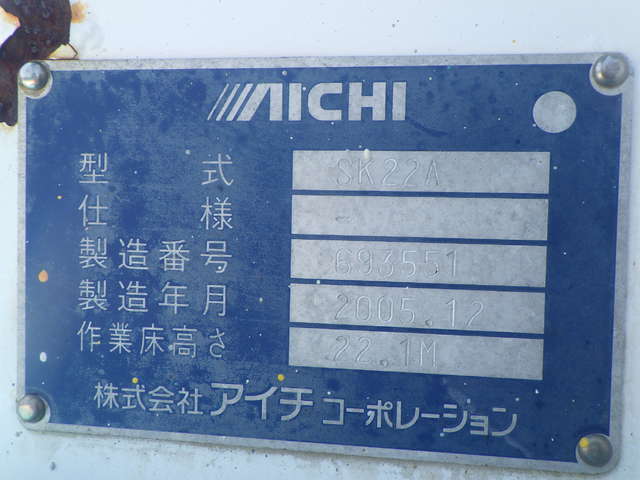 AICHI
型式 SK22A
仕様 -
製造番号 693551
製造年月 2005.12
作業床高さ 22.1M
株式会社アイチコーポレーション